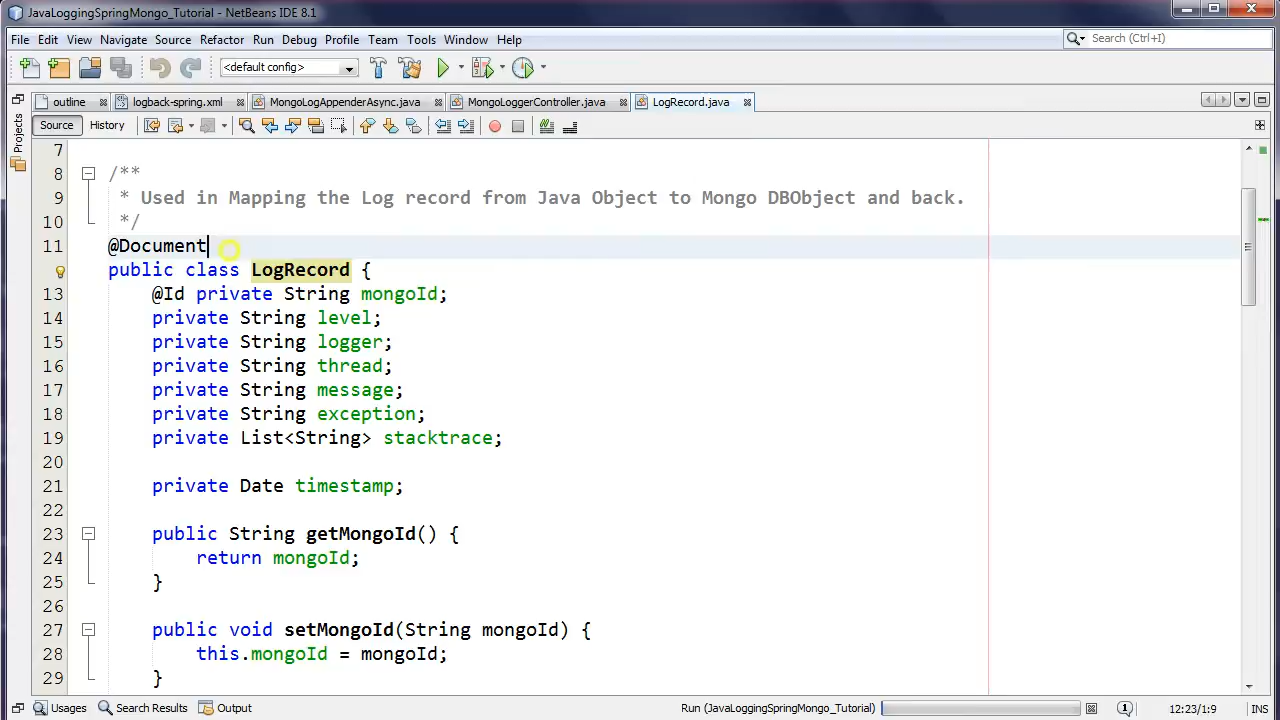 JavaLoggingSpringMongo_Tutorial - NetBeans IDE 8.1
File Edit View Navigate Source Refactor Run Debug Profile Team Tools Window Help
Search (Ctrl+I)
<default config>
outline logback-spring.xml MongoLogAppenderAsync.java MongoLoggerController.java LogRecord.java
Source History
Projects
7
8 /**
9 * Used in Mapping the Log record from Java Object to Mongo DBObject and back.
10 */
11 @Document
public class LogRecord {
13 @Id private String mongoId;
14 private String level;
15 private String logger;
16 private String thread;
17 private String message;
18 private String exception;
19 private List<String> stacktrace;
20
21 private Date timestamp;
22
23 public String getMongoId() {
24 return mongoId;
25 }
26
27 public void setMongoId(String mongoId) {
28 this.mongoId = mongoId;
29 }
Usages Search Results Output Run (JavaLoggingSpringMongo_Tutorial) 1 12:23/1:9 INS